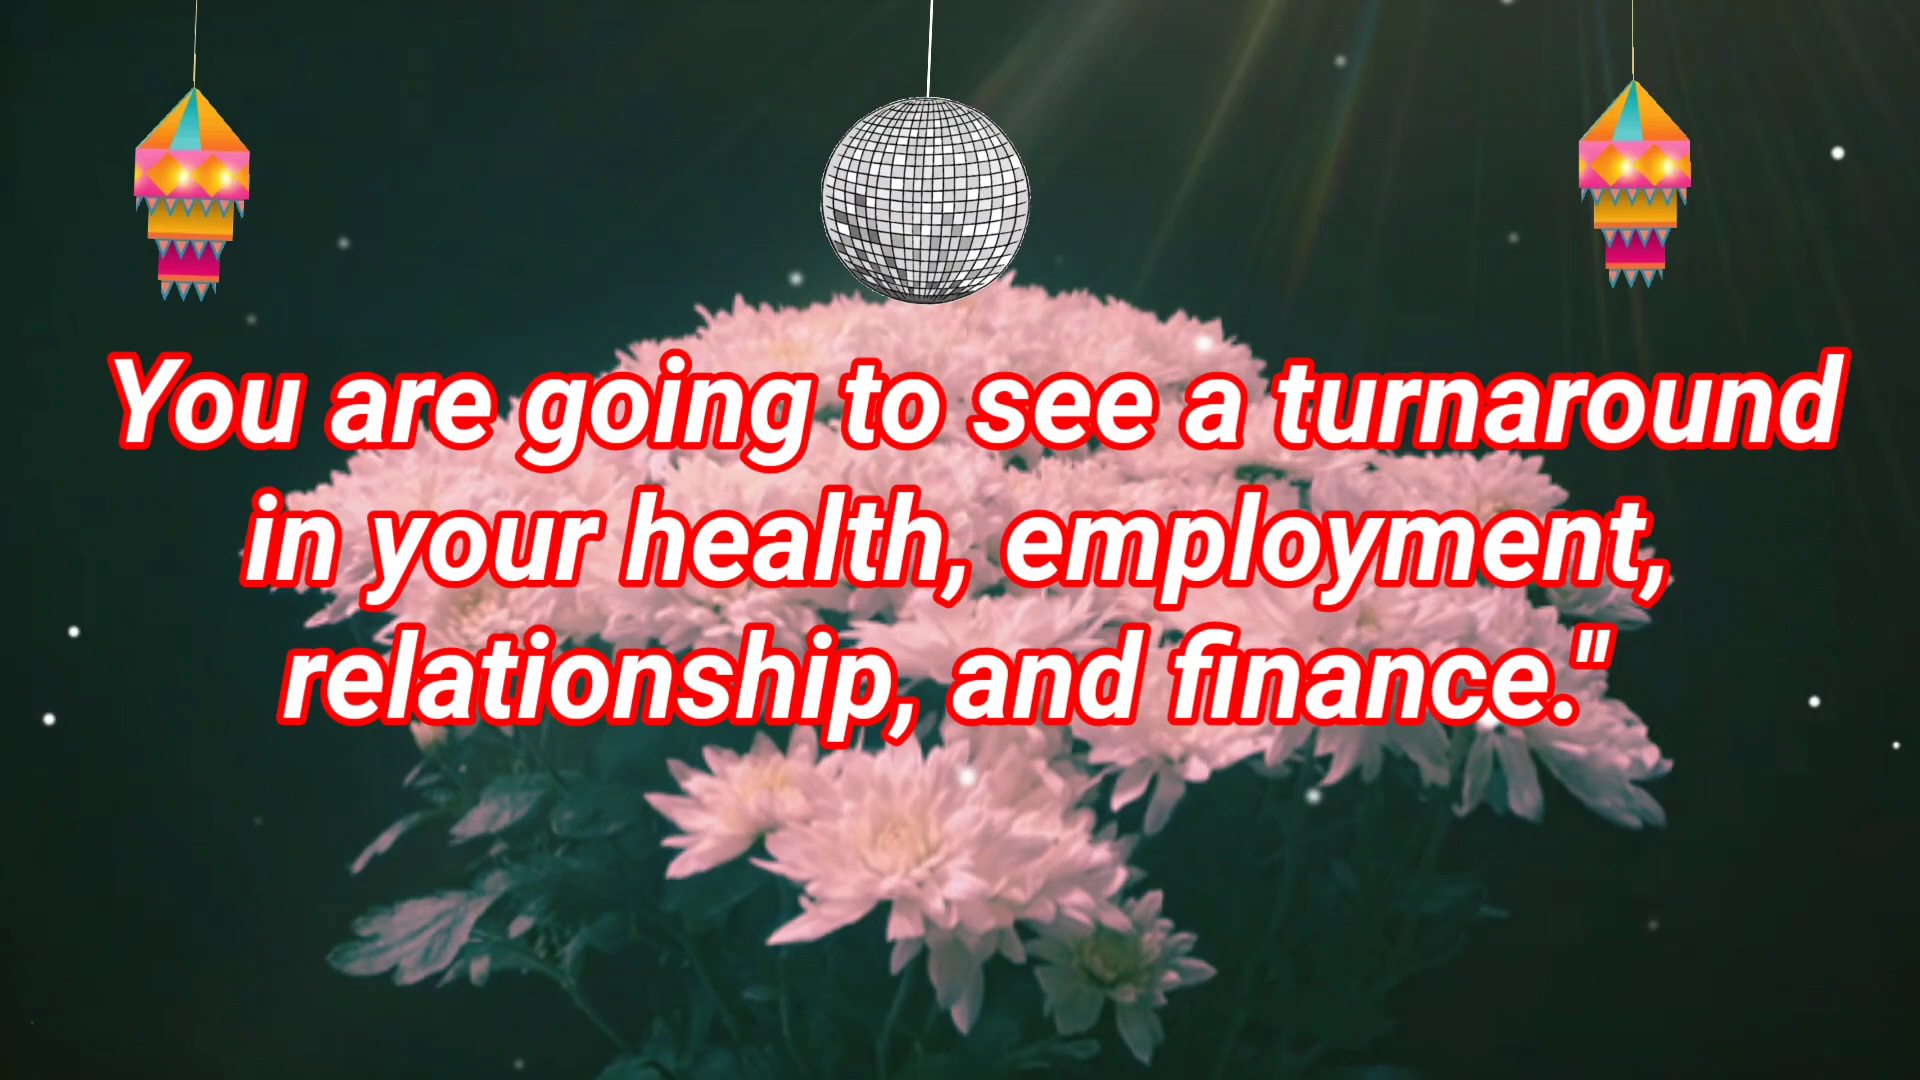 You are going to see a turnaround
in your health, employment,
relationship, and finance."